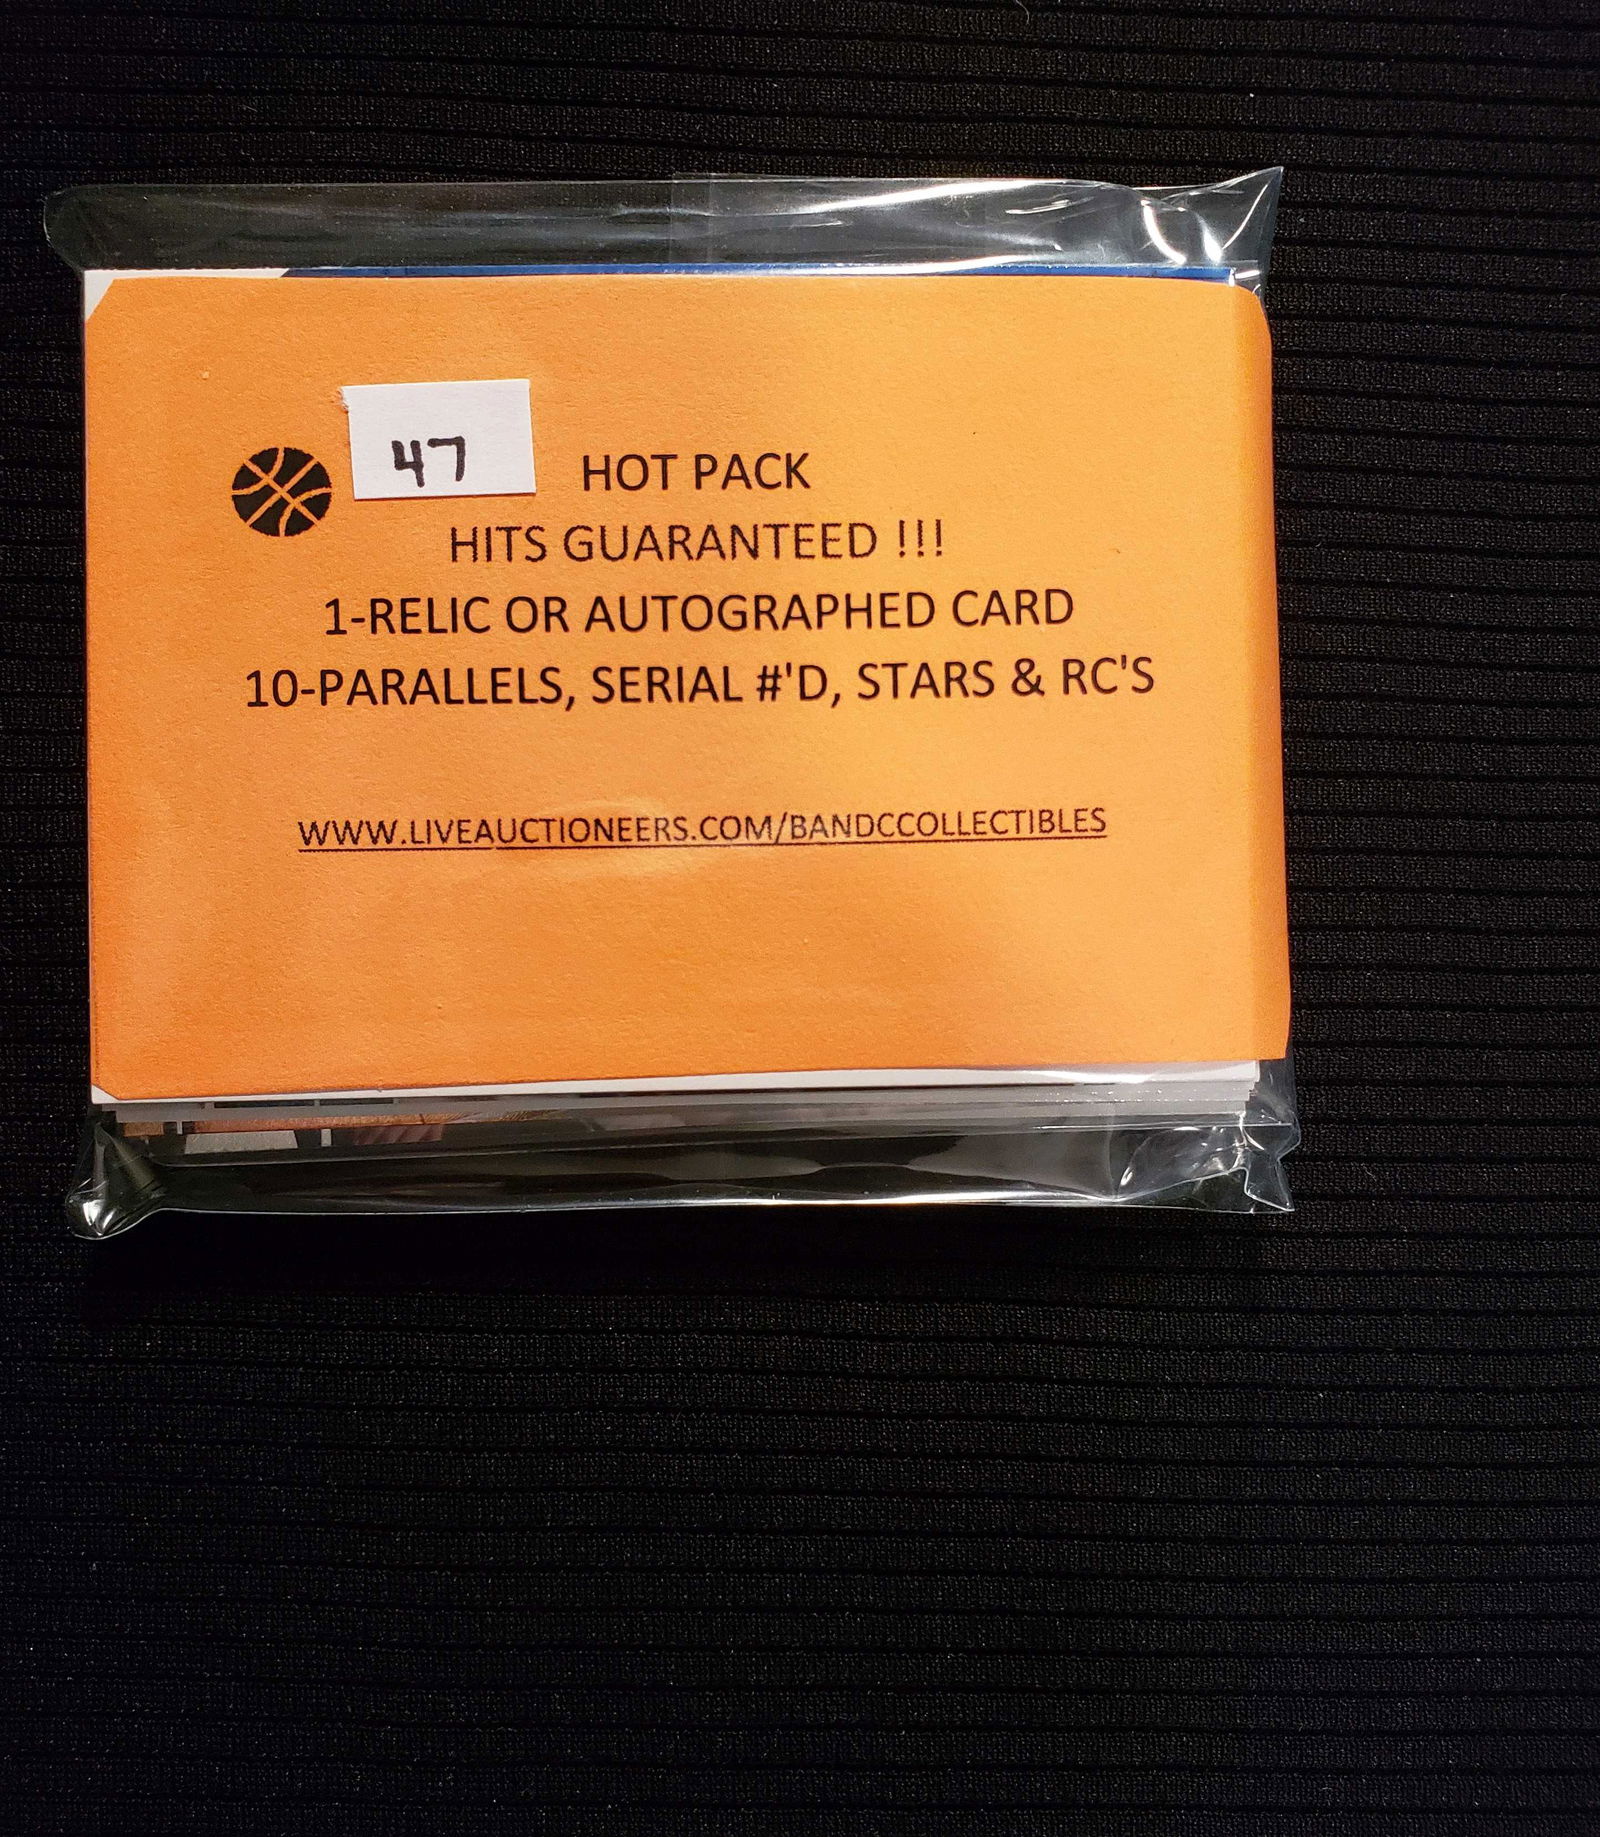 47
HOT PACK
HITS GUARANTEED !!!
1-RELIC OR AUTOGRAPHED CARD
10-PARALLELS, SERIAL #'D, STARS & RC'S
WWW.LIVEAUCTIONEERS.COM/BANDCCOLLECTIBLES